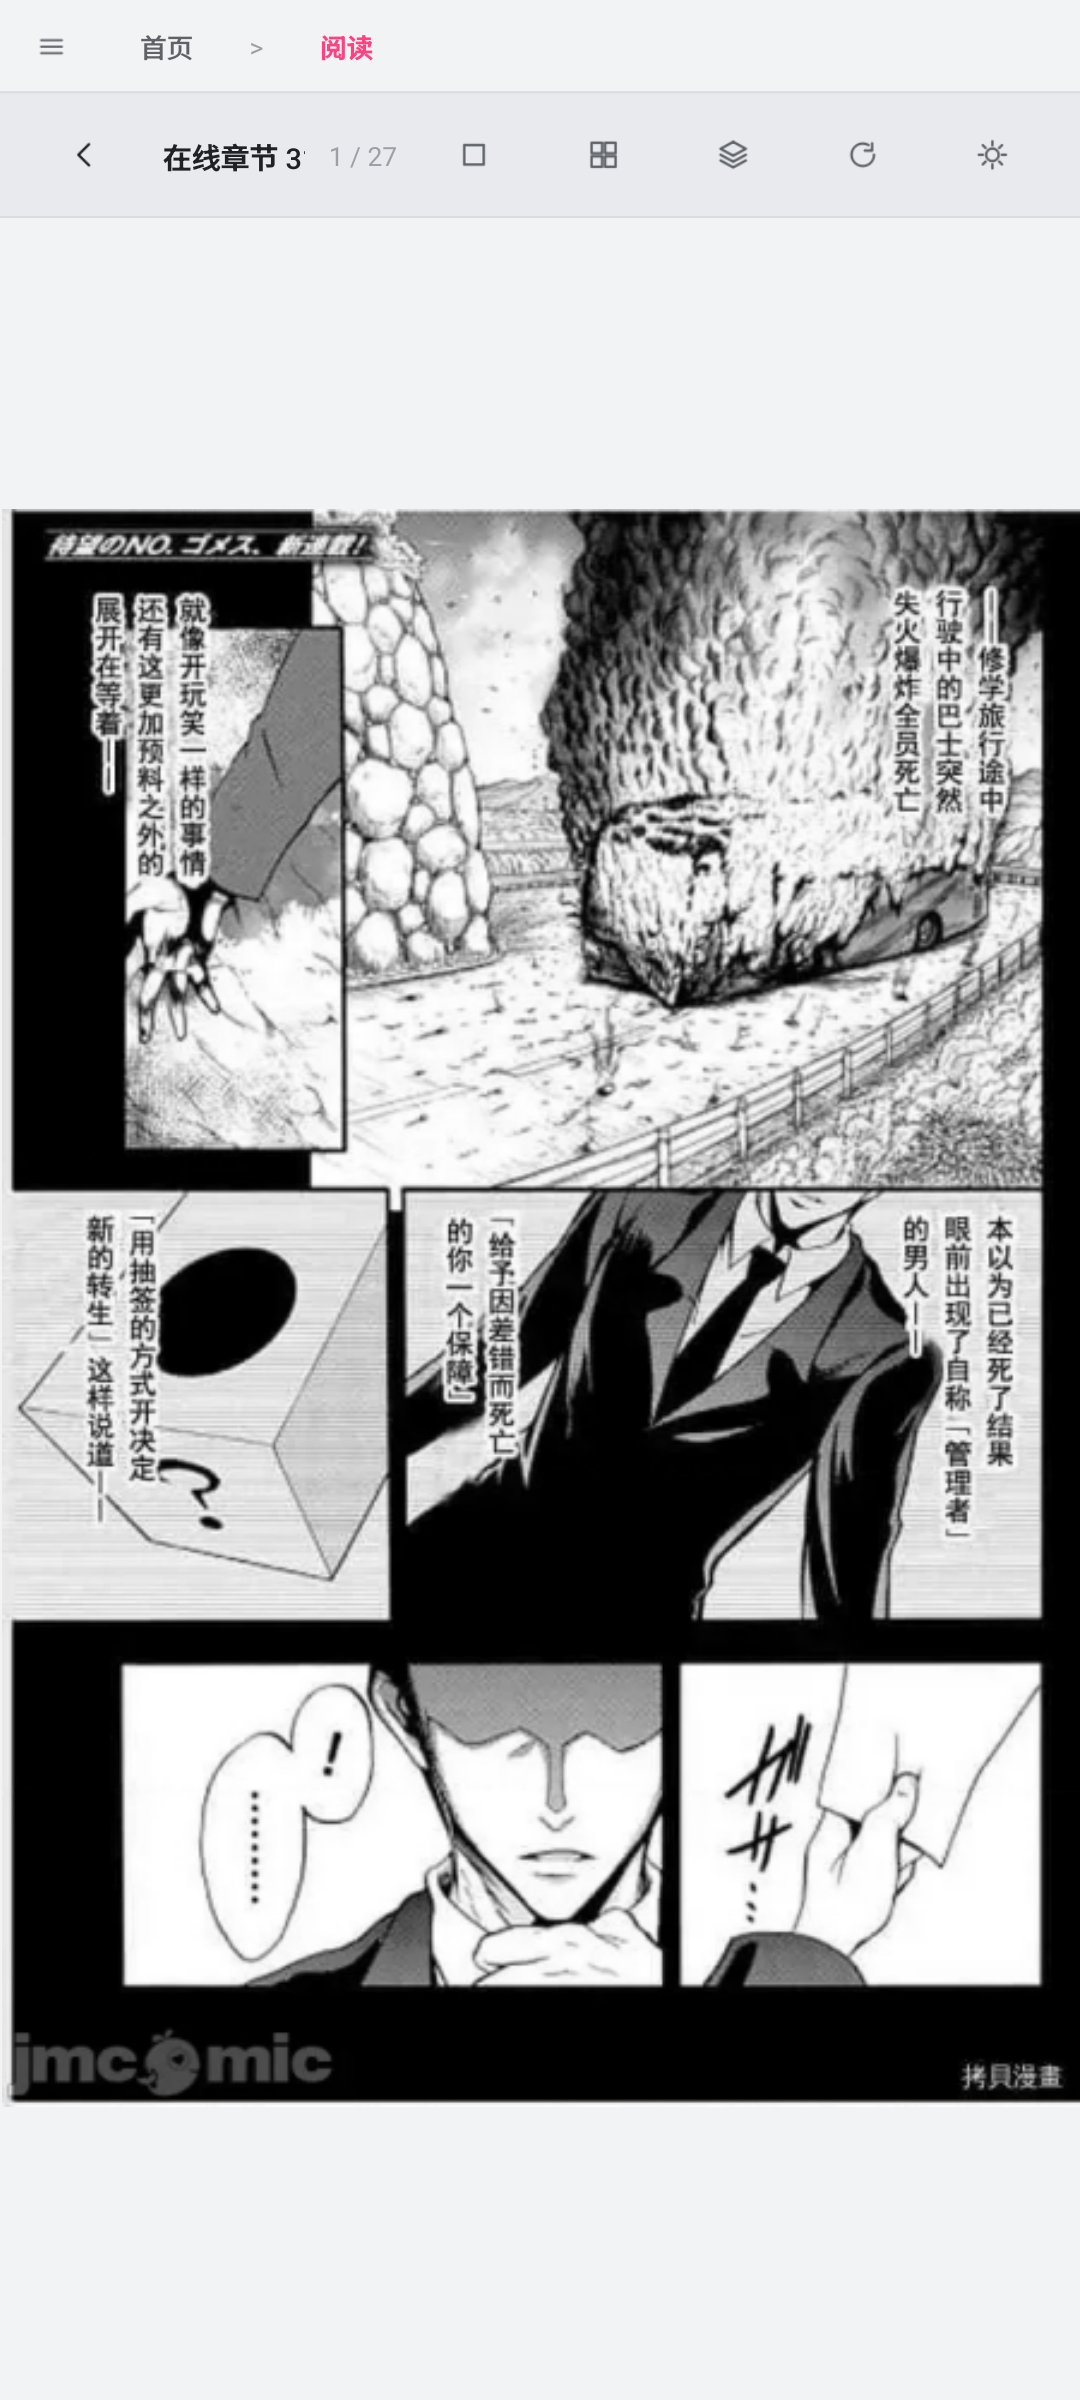 首页 > 阅读
在线章节 3
1 / 27
待望のNO.ゴメス、新連載!
——修学旅行途中
行驶中的巴士突然
失火爆炸全员死亡
就像开玩笑一样的事情
还有这更加预料之外的
展开在等着——
本以为已经死了结果
眼前出现了自称「管理者」
的男人——
「给予因差错而死亡
的你一个保障」
「用抽签的方式开决定
新的转生」这样说道——
?
ガサ…
!
………
jmcomic
拷貝漫畫